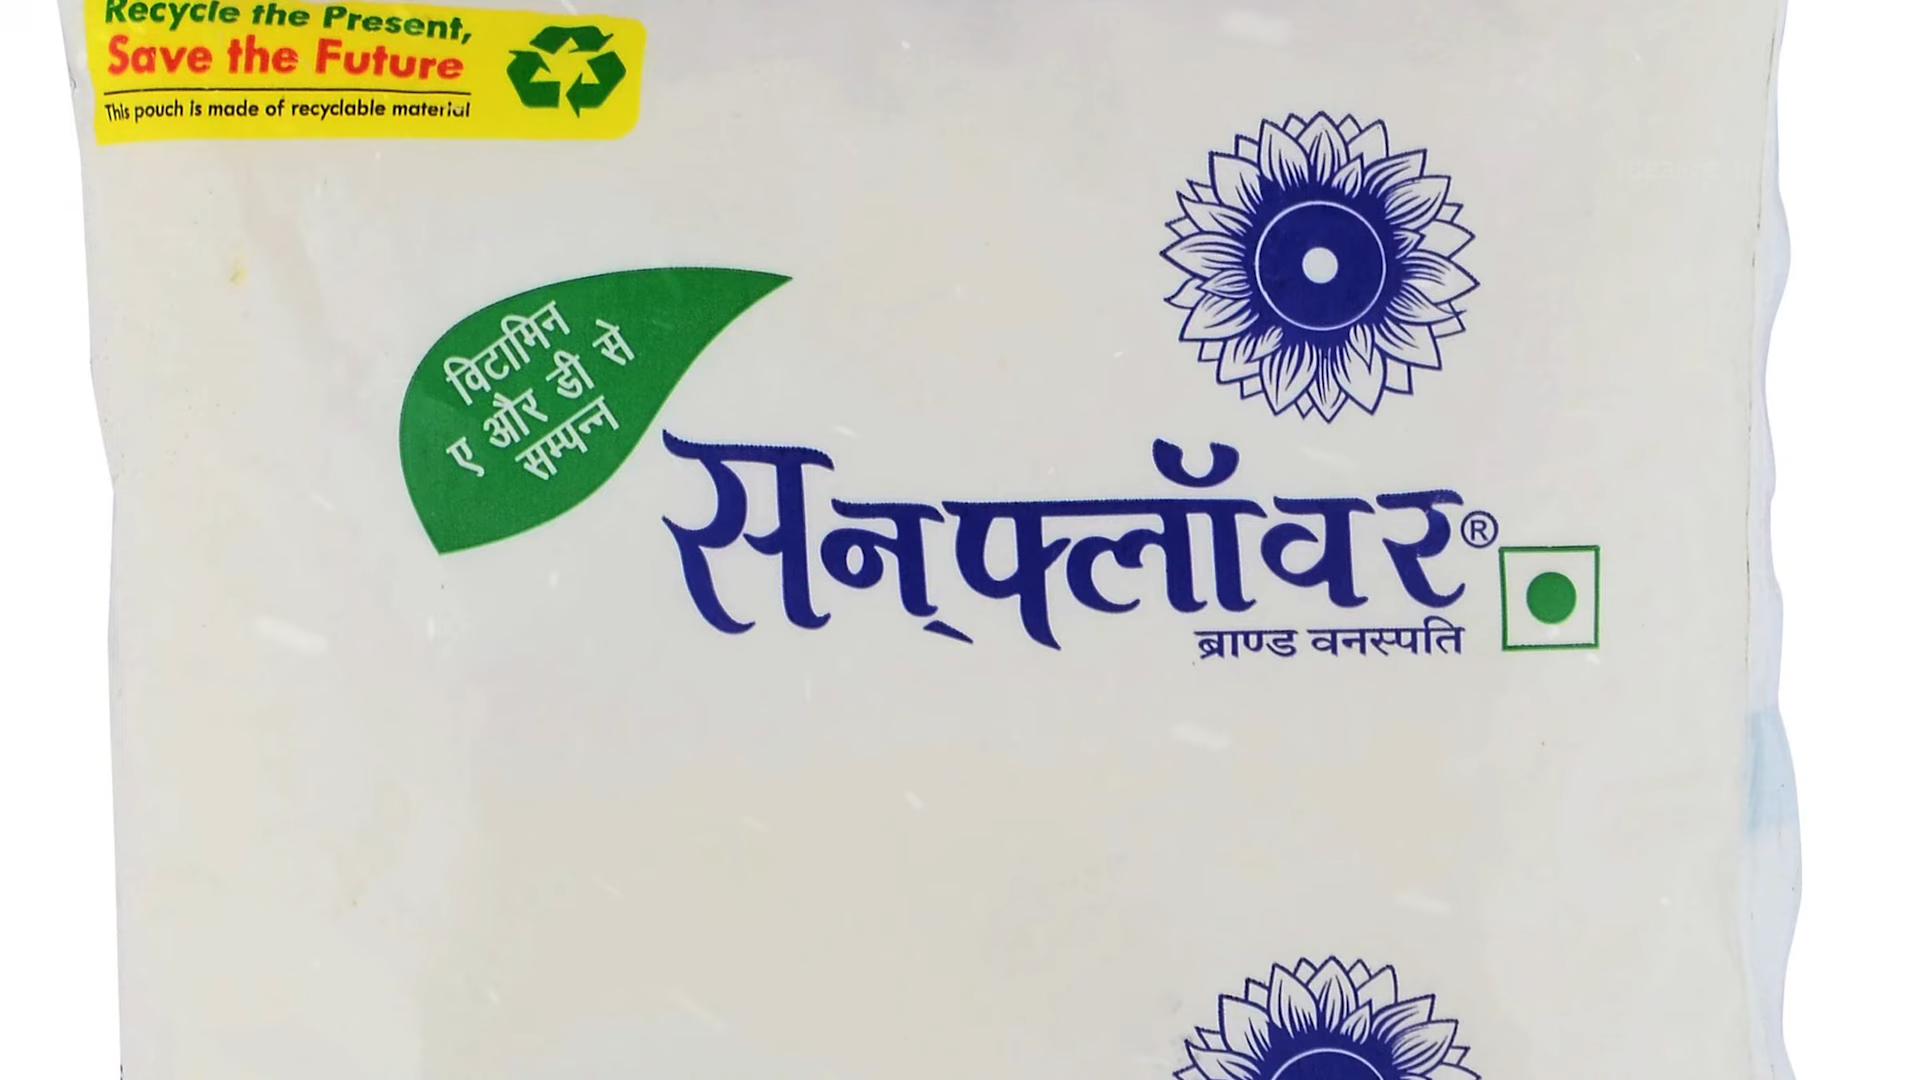 Recycle the Present,
Save the Future
This pouch is made of recyclable material
विटामिन
ए और डी से
सम्पन्न
सन्फ्लॉवर®
ब्राण्ड वनस्पति